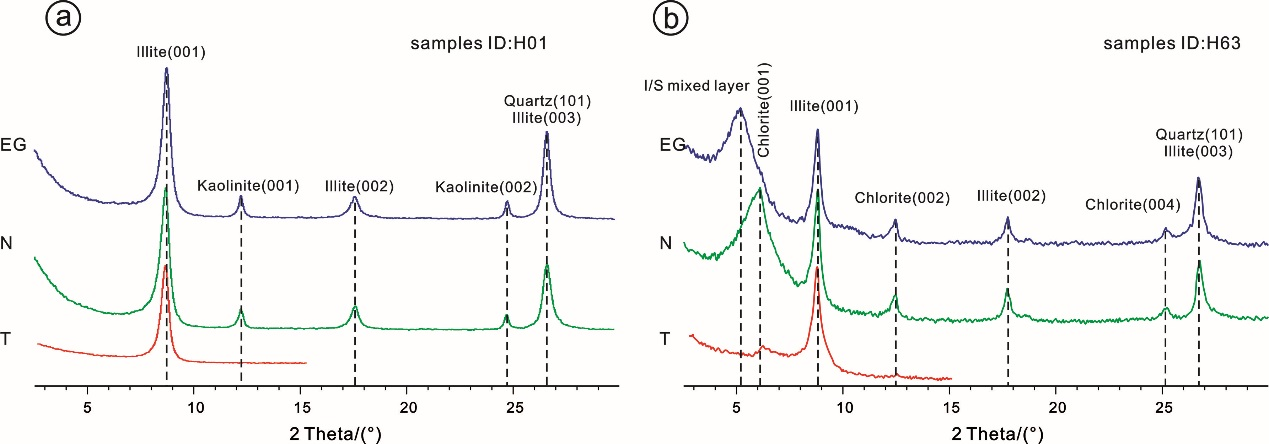 a
samples ID:H01
Illite(001)
Quartz(101)
Illite(003)
EG
Kaolinite(001)
Illite(002)
Kaolinite(002)
N
T
5
10
15
20
25
2 Theta/(°)
b
samples ID:H63
I/S mixed layer
Chlorite(001)
Illite(001)
Quartz(101)
Illite(003)
EG
Chlorite(002)
Illite(002)
Chlorite(004)
N
T
5
10
15
20
25
2 Theta/(°)